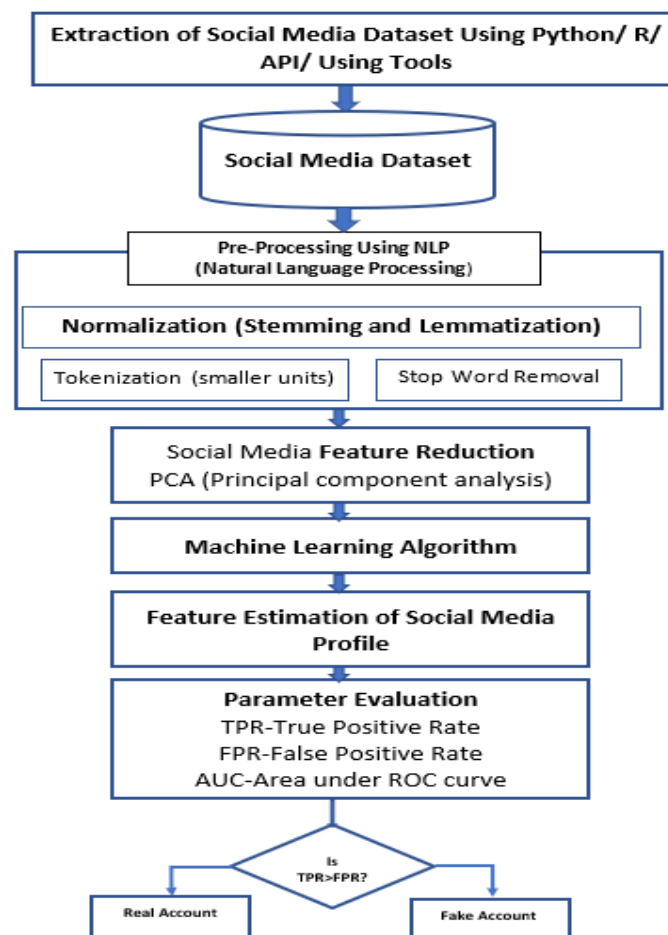 Extraction of Social Media Dataset Using Python/ R/
API/ Using Tools
Social Media Dataset
Pre-Processing Using NLP
(Natural Language Processing)
Normalization (Stemming and Lemmatization)
Tokenization (smaller units)
Stop Word Removal
Social Media Feature Reduction
PCA (Principal component analysis)
Machine Learning Algorithm
Feature Estimation of Social Media
Profile
Parameter Evaluation
TPR-True Positive Rate
FPR-False Positive Rate
AUC-Area under ROC curve
Is
TPR>FPR?
Real Account
Fake Account